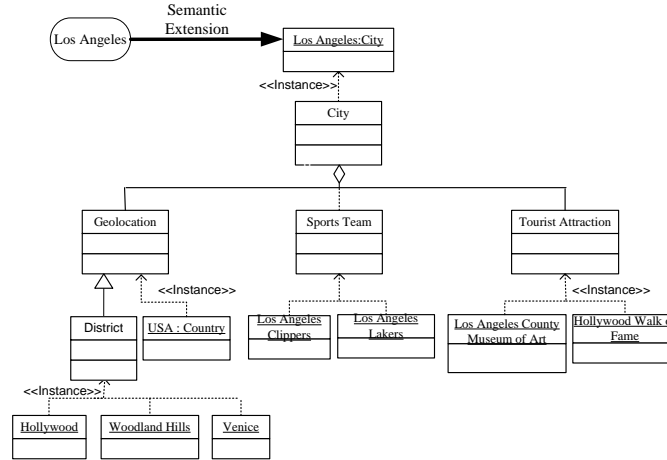 Semantic
Extension
Los Angeles
Los Angeles:City
<<Instance>>
City
Geolocation
Sports Team
Tourist Attraction
<<Instance>>
<<Instance>>
District
USA : Country
Los Angeles
Clippers
Los Angeles
Lakers
Los Angeles County
Museum of Art
Hollywood Walk o
Fame
<<Instance>>
Hollywood
Woodland Hills
Venice